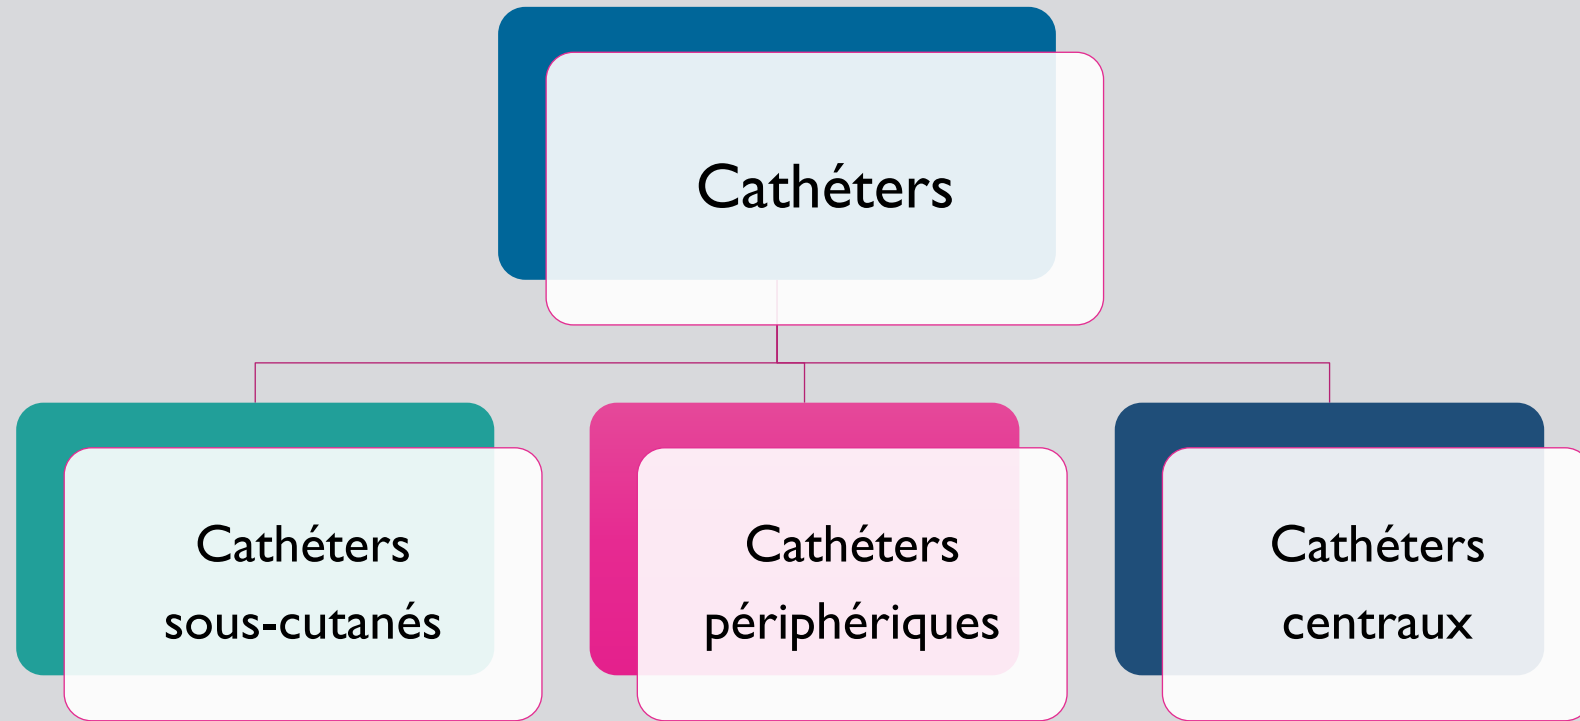 Cathéters
Cathéters
sous-cutanés
Cathéters
périphériques
Cathéters
centraux